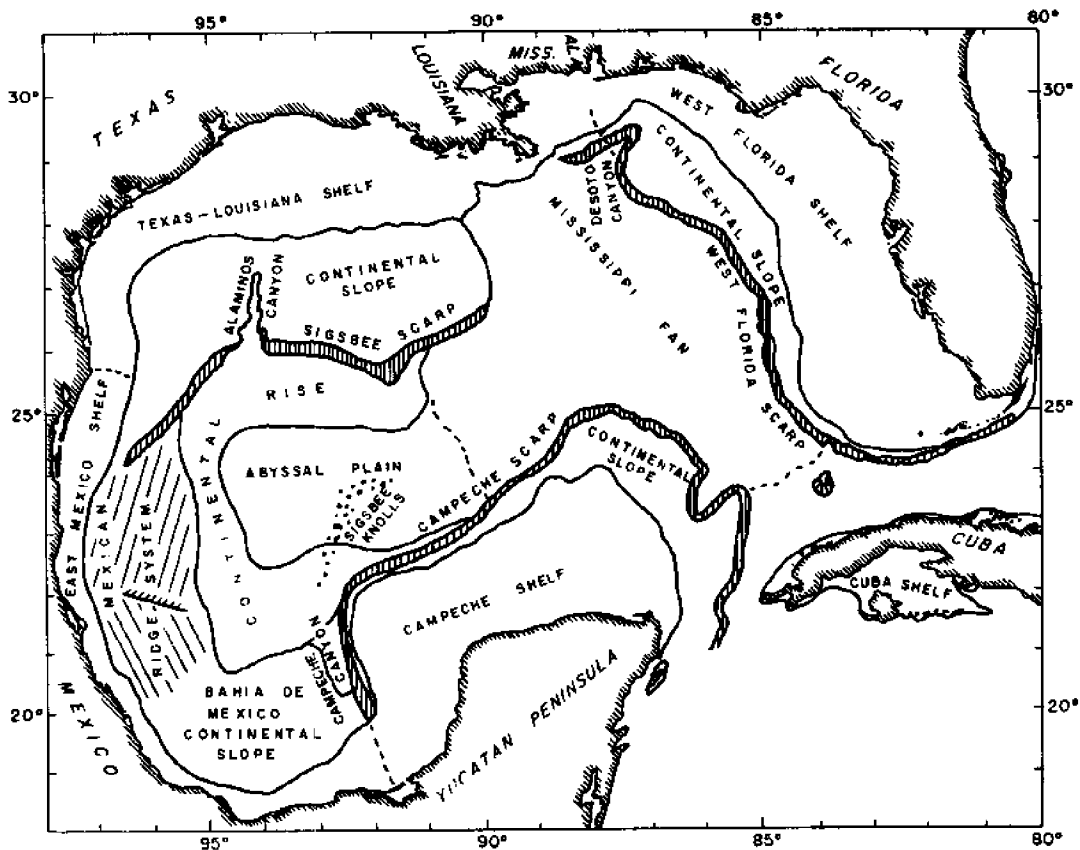 95°
90°
85°
80°
30°
30°
25°
25°
20°
20°
95°
90°
85°
80°
TEXAS
LOUISIANA
MISS.
AL.
FLORIDA
WEST FLORIDA SHELF
CONTINENTAL SLOPE
DESOTO
CANYON
MISSISSIPPI FAN
WEST FLORIDA SCARP
TEXAS-LOUISIANA SHELF
CONTINENTAL
SLOPE
ALAMINOS
CANYON
SIGSBEE SCARP
RISE
CONTINENTAL
ABYSSAL PLAIN
SIGSBEE
KNOLLS
CAMPECHE SCARP
CONTINENTAL
SLOPE
EAST MEXICO SHELF
MEXICAN
RIDGE-SYSTEM
CAMPECHE SHELF
CAMPECHE
CANYON
BAHIA DE
MEXICO
CONTINENTAL
SLOPE
MEXICO
YUCATAN PENINSULA
CUBA
CUBA SHELF